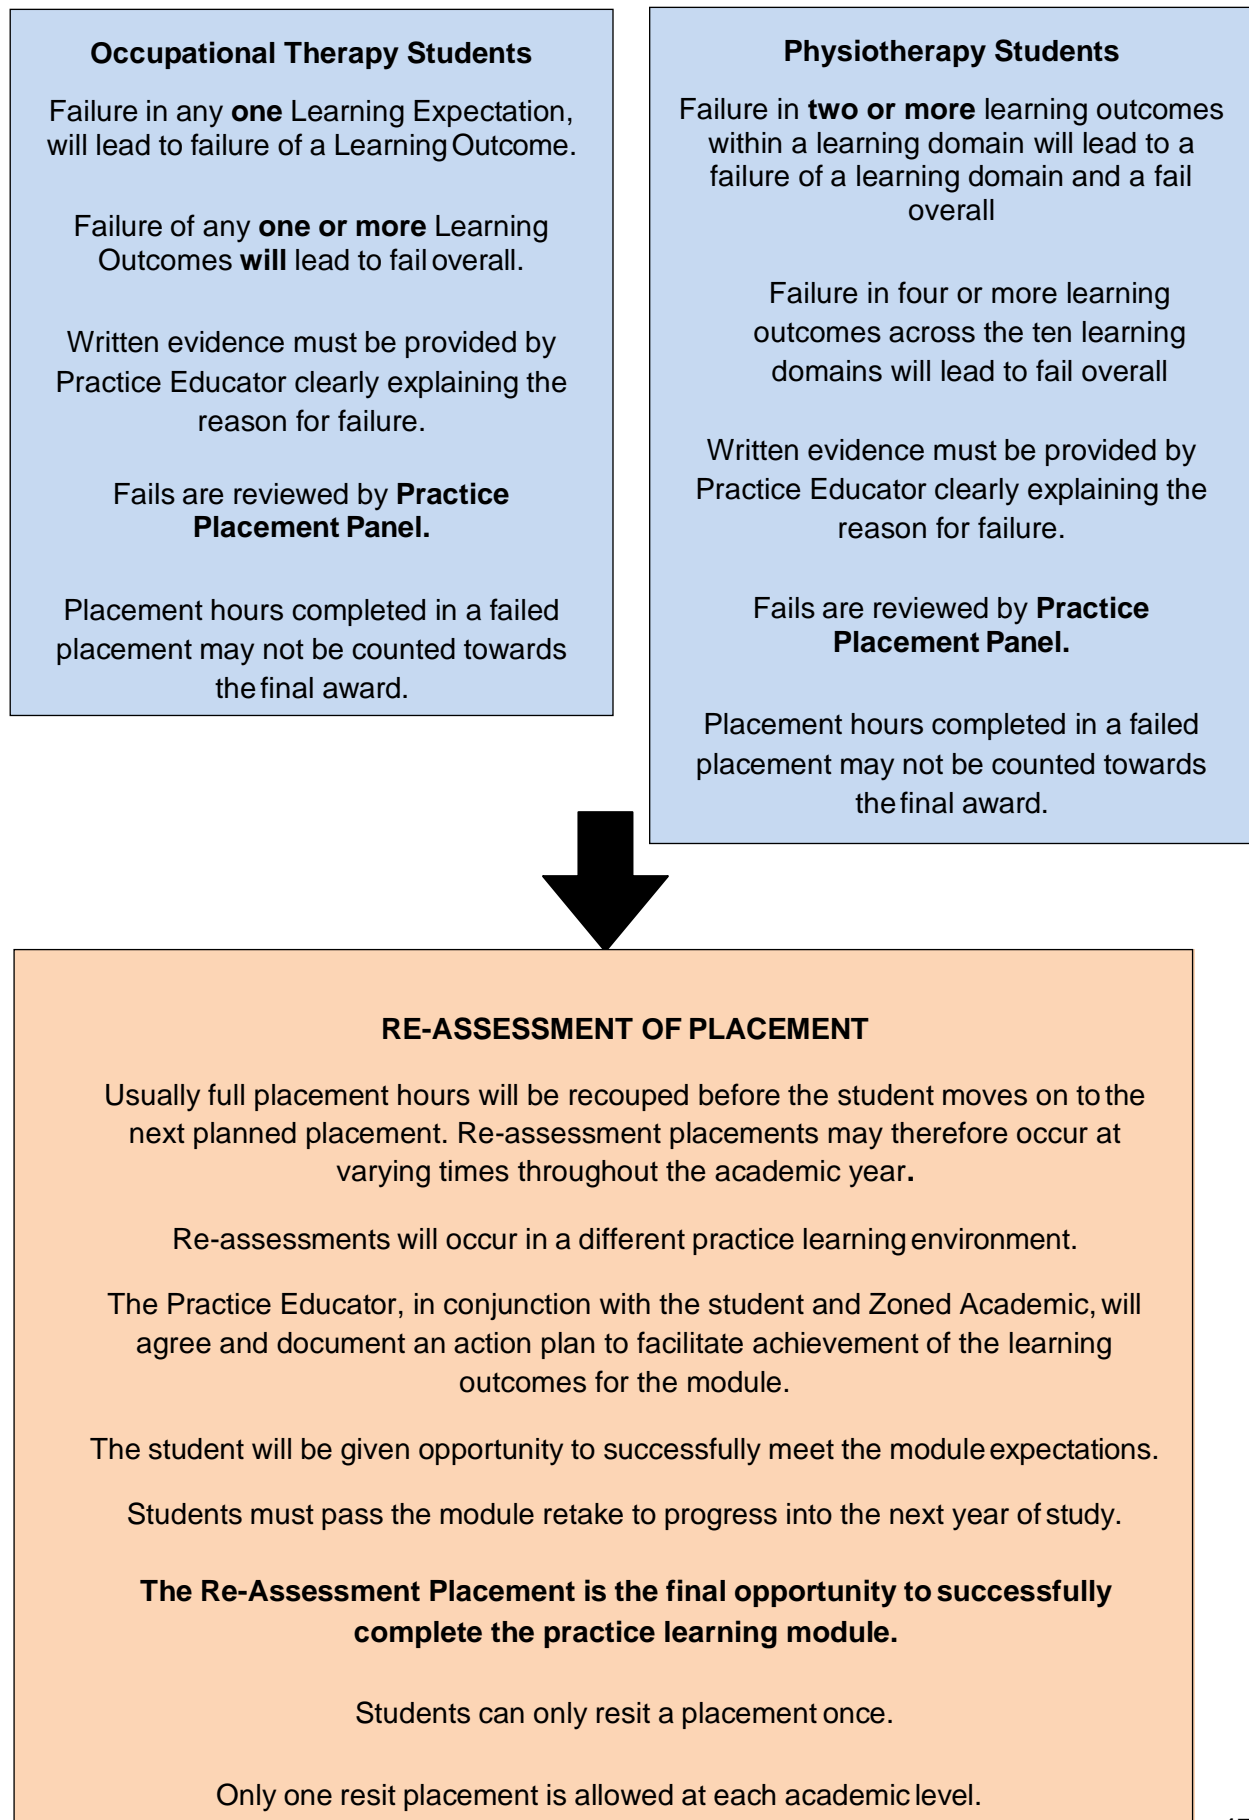 Occupational Therapy Students
Failure in any one Learning Expectation,
will lead to failure of a Learning Outcome.
Failure of any one or more Learning
Outcomes will lead to fail overall.
Written evidence must be provided by
Practice Educator clearly explaining the
reason for failure.
Fails are reviewed by Practice
Placement Panel.
Placement hours completed in a failed
placement may not be counted towards
the final award.
Physiotherapy Students
Failure in two or more learning outcomes
within a learning domain will lead to a
failure of a learning domain and a fail
overall
Failure in four or more learning
outcomes across the ten learning
domains will lead to fail overall
Written evidence must be provided by
Practice Educator clearly explaining the
reason for failure.
Fails are reviewed by Practice
Placement Panel.
Placement hours completed in a failed
placement may not be counted towards
the final award.
RE-ASSESSMENT OF PLACEMENT
Usually full placement hours will be recouped before the student moves on to the
next planned placement. Re-assessment placements may therefore occur at
varying times throughout the academic year.
Re-assessments will occur in a different practice learning environment.
The Practice Educator, in conjunction with the student and Zoned Academic, will
agree and document an action plan to facilitate achievement of the learning
outcomes for the module.
The student will be given opportunity to successfully meet the module expectations.
Students must pass the module retake to progress into the next year of study.
The Re-Assessment Placement is the final opportunity to successfully
complete the practice learning module.
Students can only resit a placement once.
Only one resit placement is allowed at each academic level.